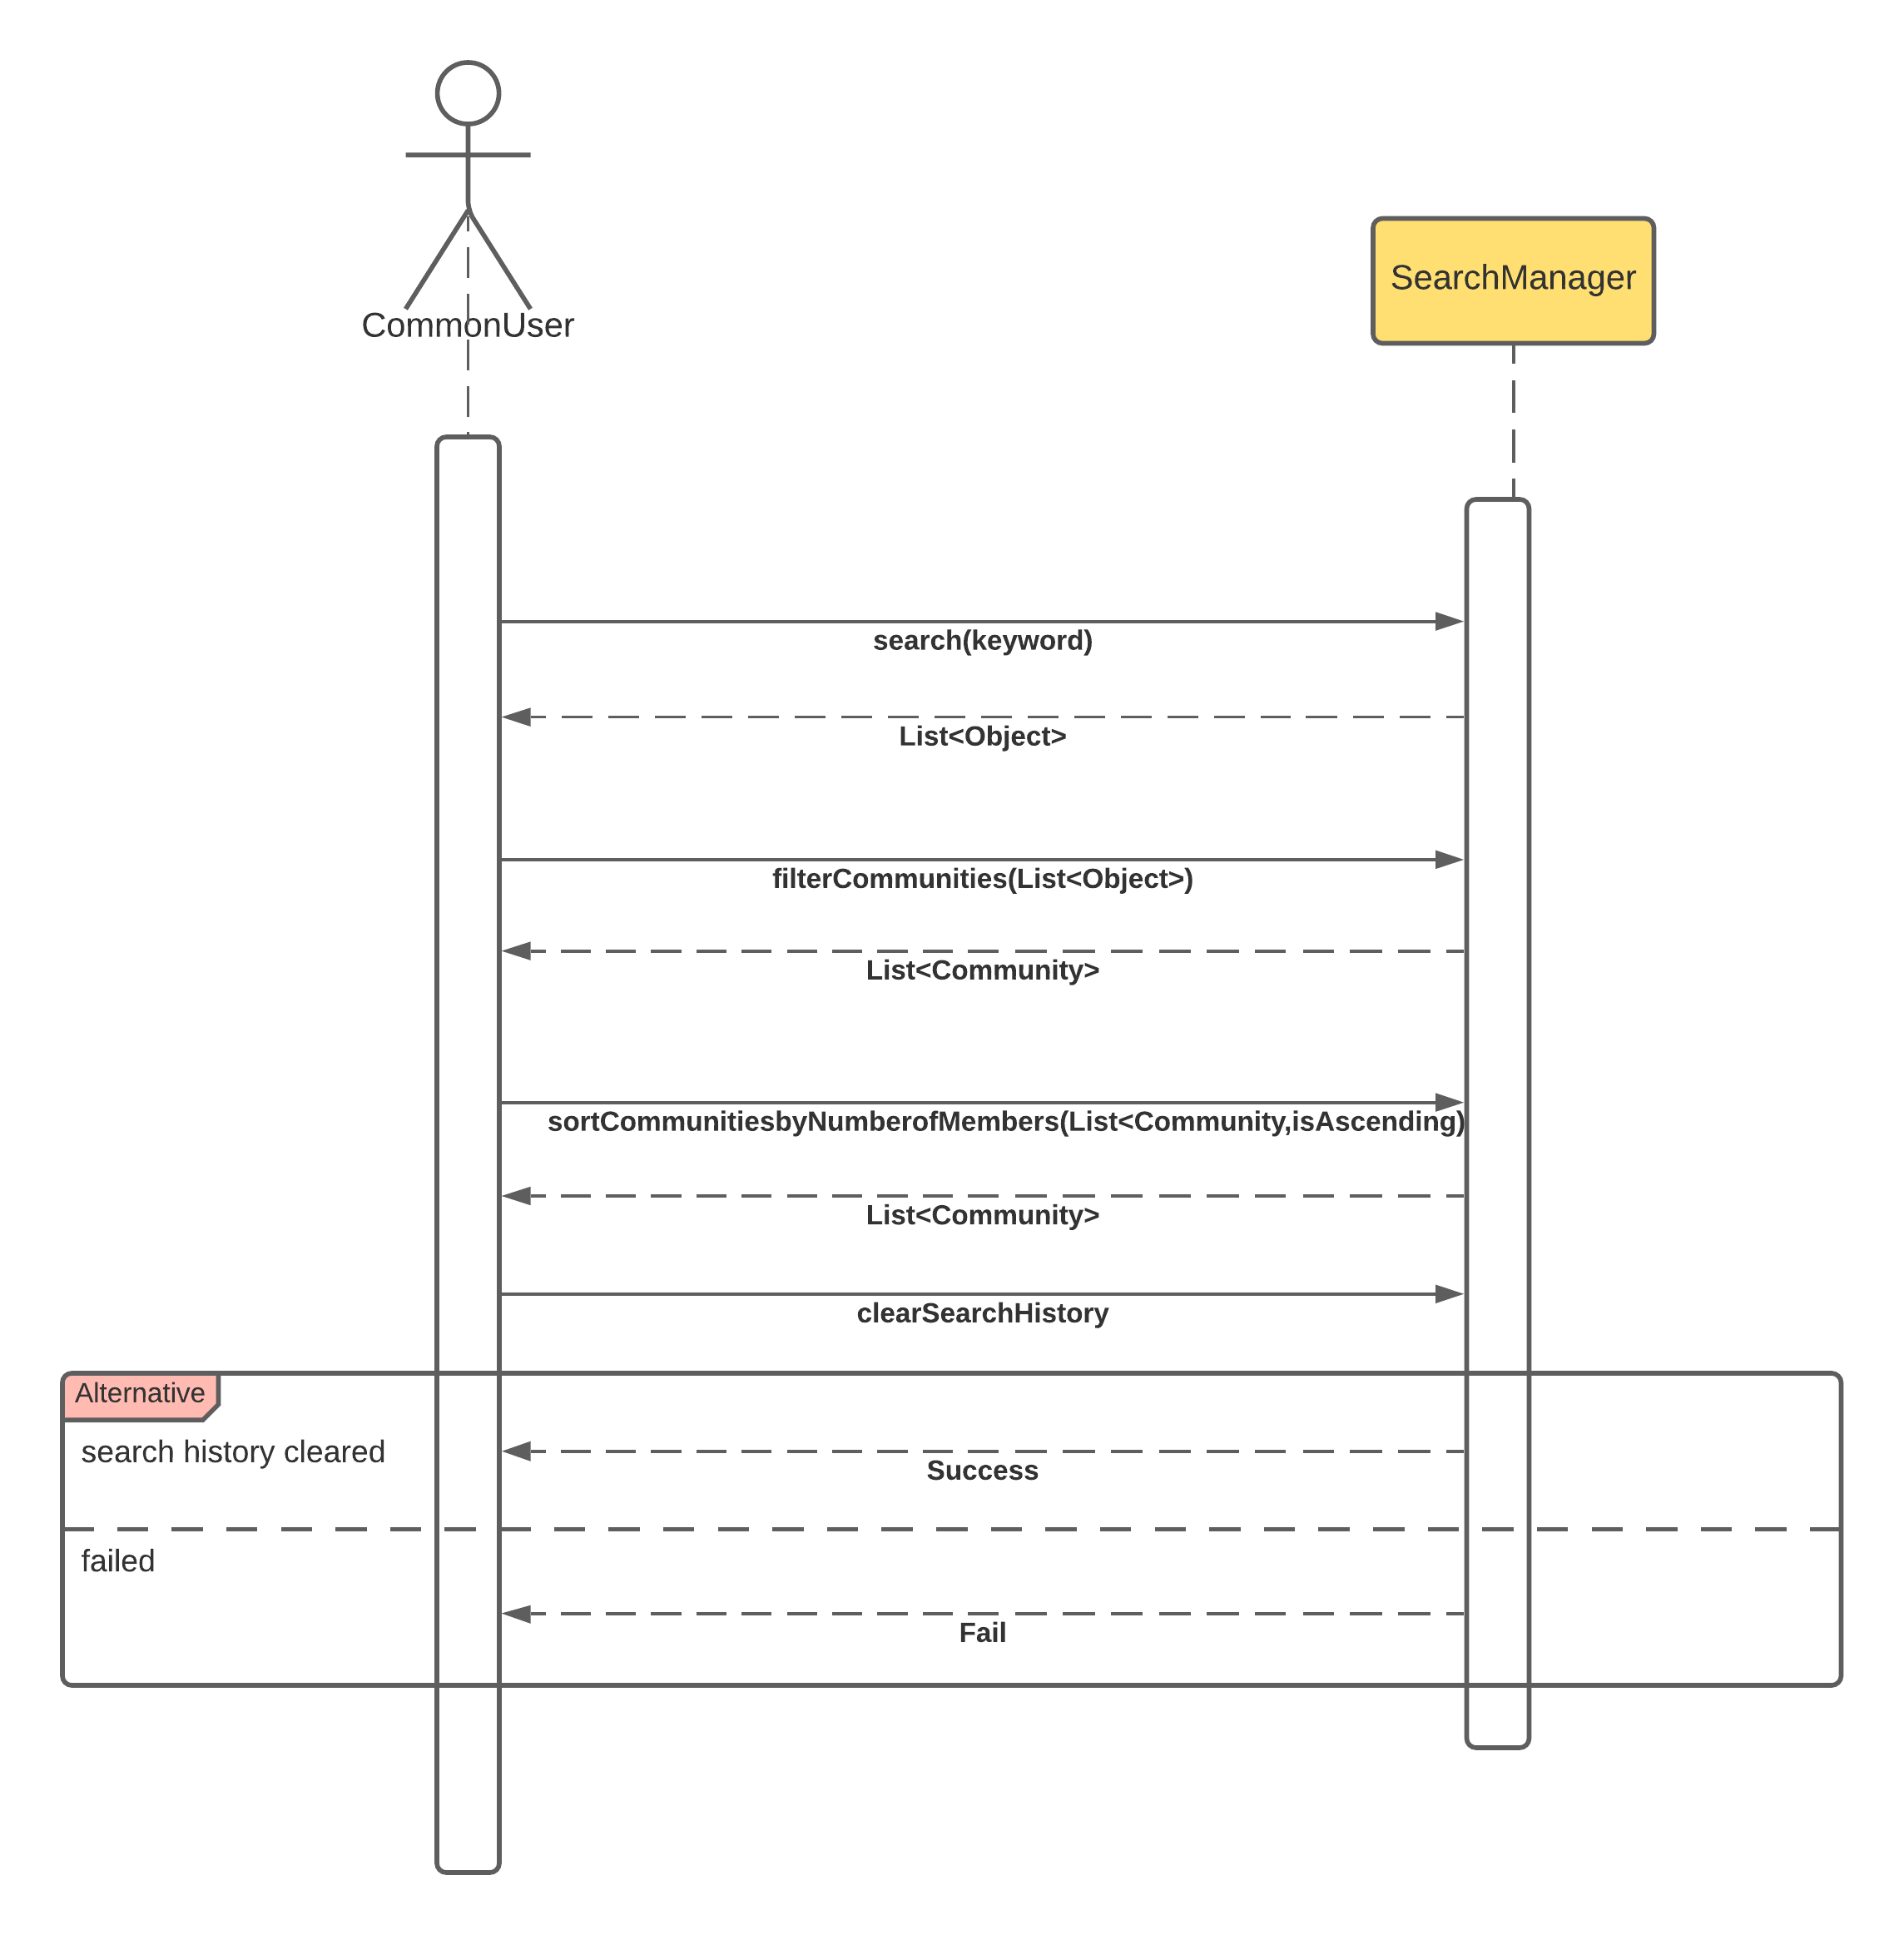 CommonUser
SearchManager
search(keyword)
List<Object>
filterCommunities(List<Object>)
List<Community>
sortCommunitiesbyNumberofMembers(List<Community,isAscending)
List<Community>
clearSearchHistory
Alternative
search history cleared
Success
failed
Fail